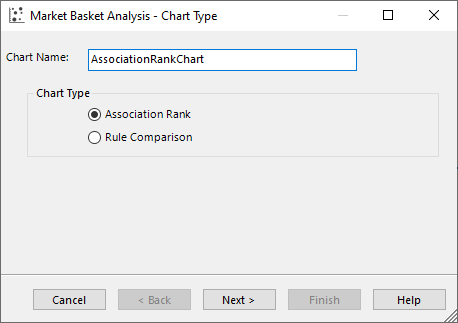 Market Basket Analysis - Chart Type
Chart Name: AssociationRankChart
Chart Type
Association Rank
Rule Comparison
Cancel < Back Next > Finish Help